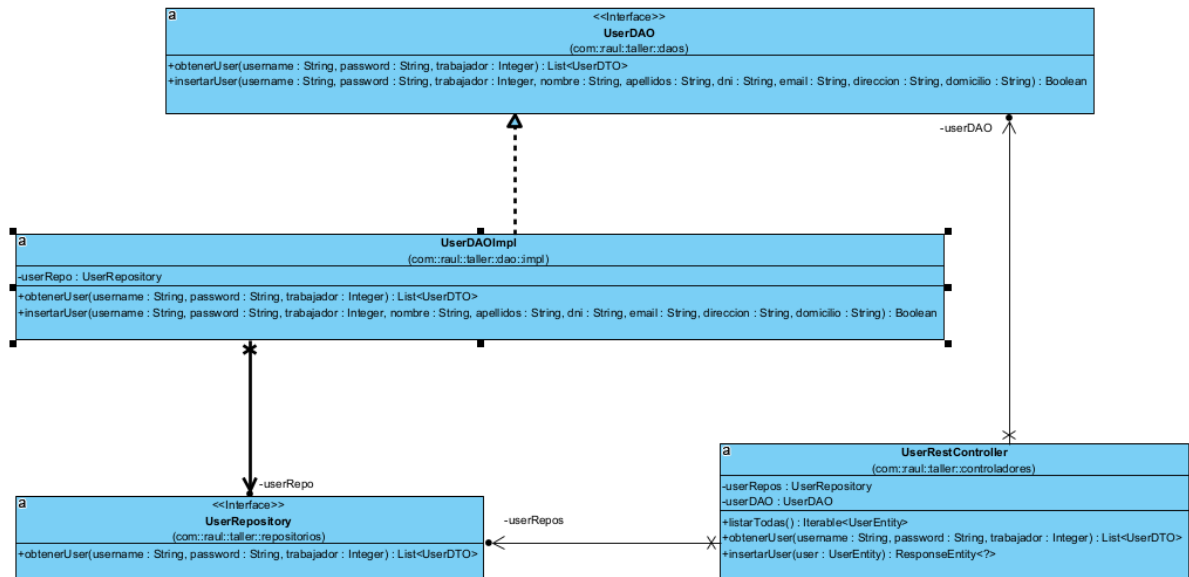 a
<<Interface>>
UserDAO
(com::raul::taller::daos)
+obtenerUser(username : String, password : String, trabajador : Integer) : List<UserDTO>
+insertarUser(username : String, password : String, trabajador : Integer, nombre : String, apellidos : String, dni : String, email : String, direccion : String, domicilio : String) : Boolean
-userDAO
a
UserDAOImpl
(com::raul::taller::dao::impl)
-userRepo : UserRepository
+obtenerUser(username : String, password : String, trabajador : Integer) : List<UserDTO>
+insertarUser(username : String, password : String, trabajador : Integer, nombre : String, apellidos : String, dni : String, email : String, direccion : String, domicilio : String) : Boolean
-userRepo
a
<<Interface>>
UserRepository
(com::raul::taller::repositorios)
+obtenerUser(username : String, password : String, trabajador : Integer) : List<UserDTO>
-userRepos
a
UserRestController
(com::raul::taller::controladores)
-userRepos : UserRepository
-userDAO : UserDAO
+listarTodas() : Iterable<UserEntity>
+obtenerUser(username : String, password : String, trabajador : Integer) : List<UserDTO>
+insertarUser(user : UserEntity) : ResponseEntity<?>